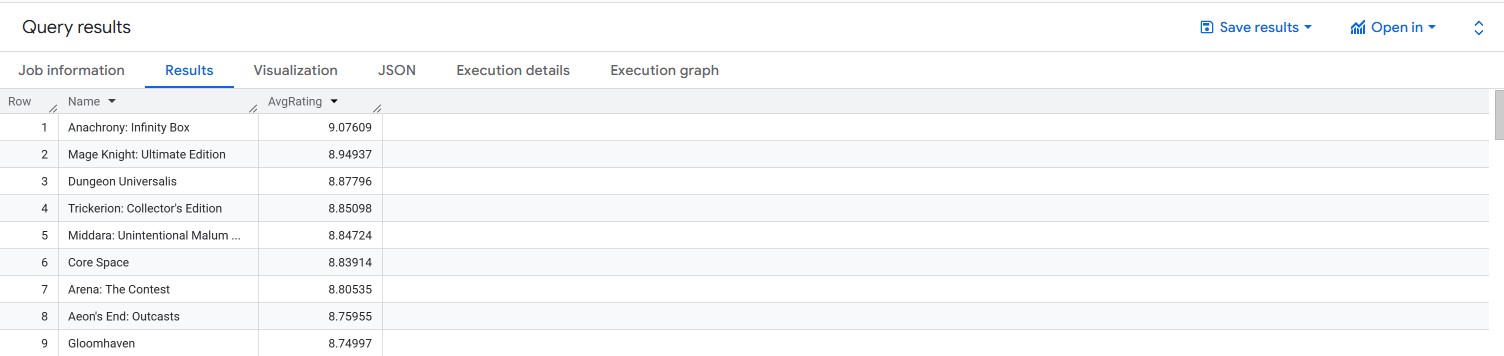 Query results Save results Open in
Job information Results Visualization JSON Execution details Execution graph
Row Name AvgRating
1 Anachrony: Infinity Box 9.07609
2 Mage Knight: Ultimate Edition 8.94937
3 Dungeon Universalis 8.87796
4 Trickerion: Collector's Edition 8.85098
5 Middara: Unintentional Malum ... 8.84724
6 Core Space 8.83914
7 Arena: The Contest 8.80535
8 Aeon's End: Outcasts 8.75955
9 Gloomhaven 8.74997